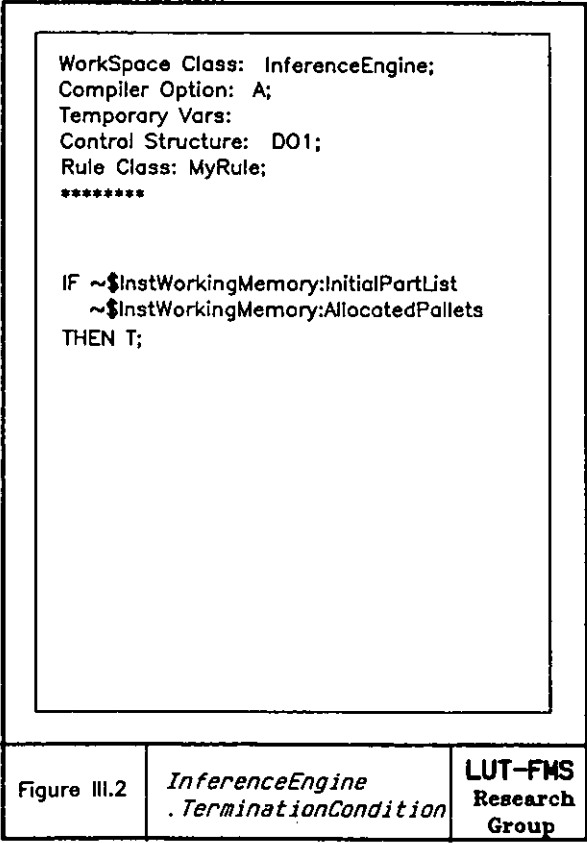 WorkSpace Class: InferenceEngine;
Compiler Option: A;
Temporary Vars:
Control Structure: DO1;
Rule Class: MyRule;
********
IF ~$InstWorkingMemory:InitialPartList
~$InstWorkingMemory:AllocatedPallets
THEN T;
Figure III.2
InferenceEngine
.TerminationCondition
LUT-FMS
Research
Group